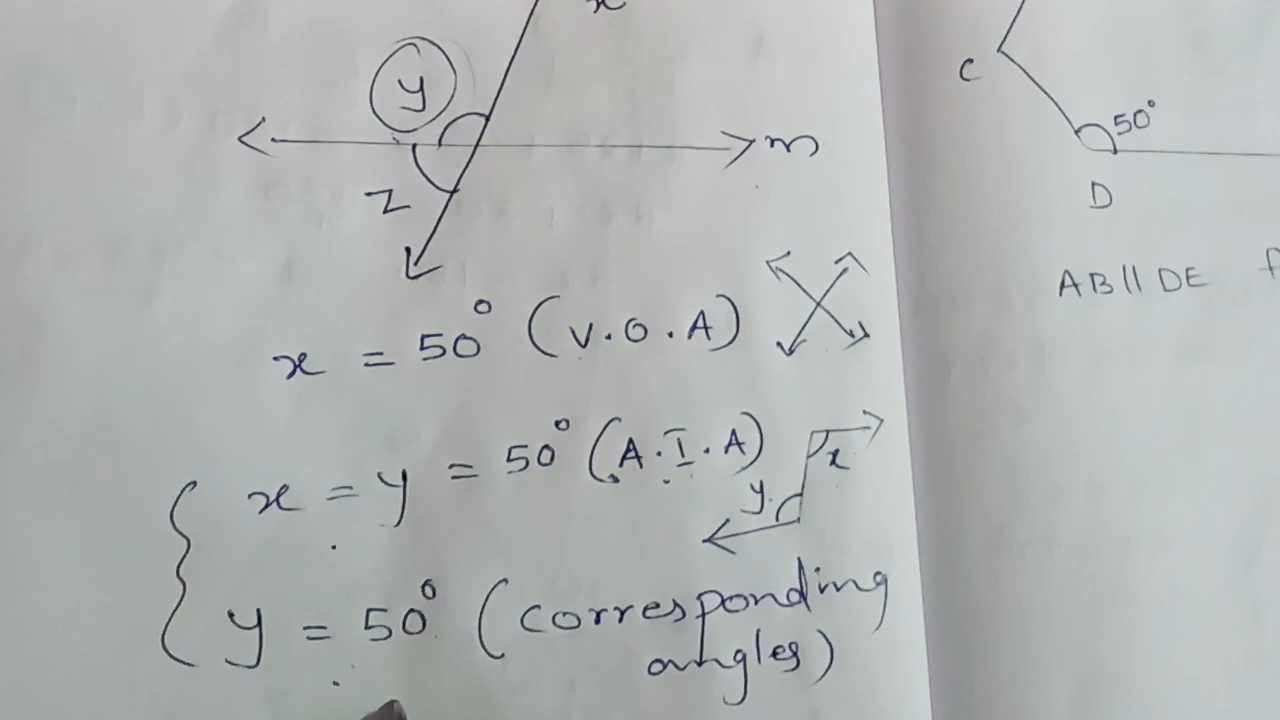 x
y
m
z
x = 50° (V.O.A)
x = y = 50° (A.I.A)
x
y
y = 50° (corresponding
angles)
C
50°
D
AB || DE